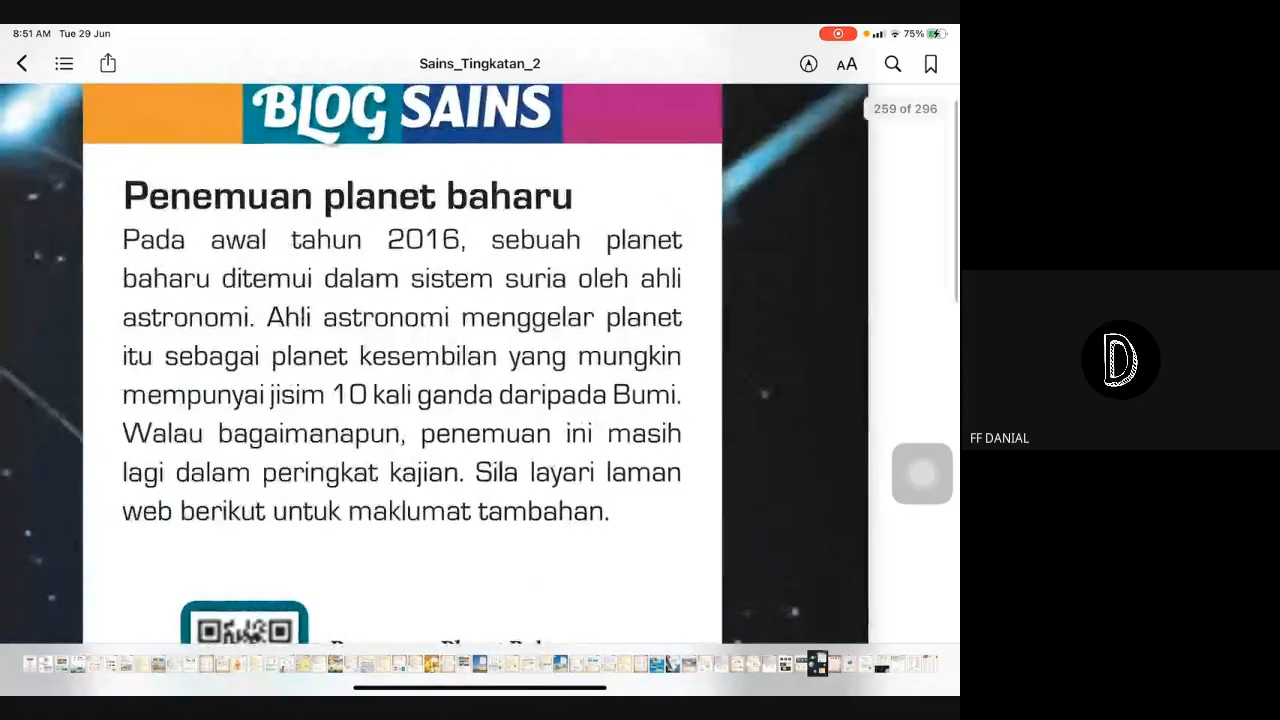 8:51 AM Tue 29 Jun
75%
Sains_Tingkatan_2
AA
259 of 296
BLOG SAINS
Penemuan planet baharu
Pada awal tahun 2016, sebuah planet
baharu ditemui dalam sistem suria oleh ahli
astronomi. Ahli astronomi menggelar planet
itu sebagai planet kesembilan yang mungkin
mempunyai jisim 10 kali ganda daripada Bumi.
Walau bagaimanapun, penemuan ini masih
lagi dalam peringkat kajian. Sila layari laman
web berikut untuk maklumat tambahan.
D
FF DANIAL